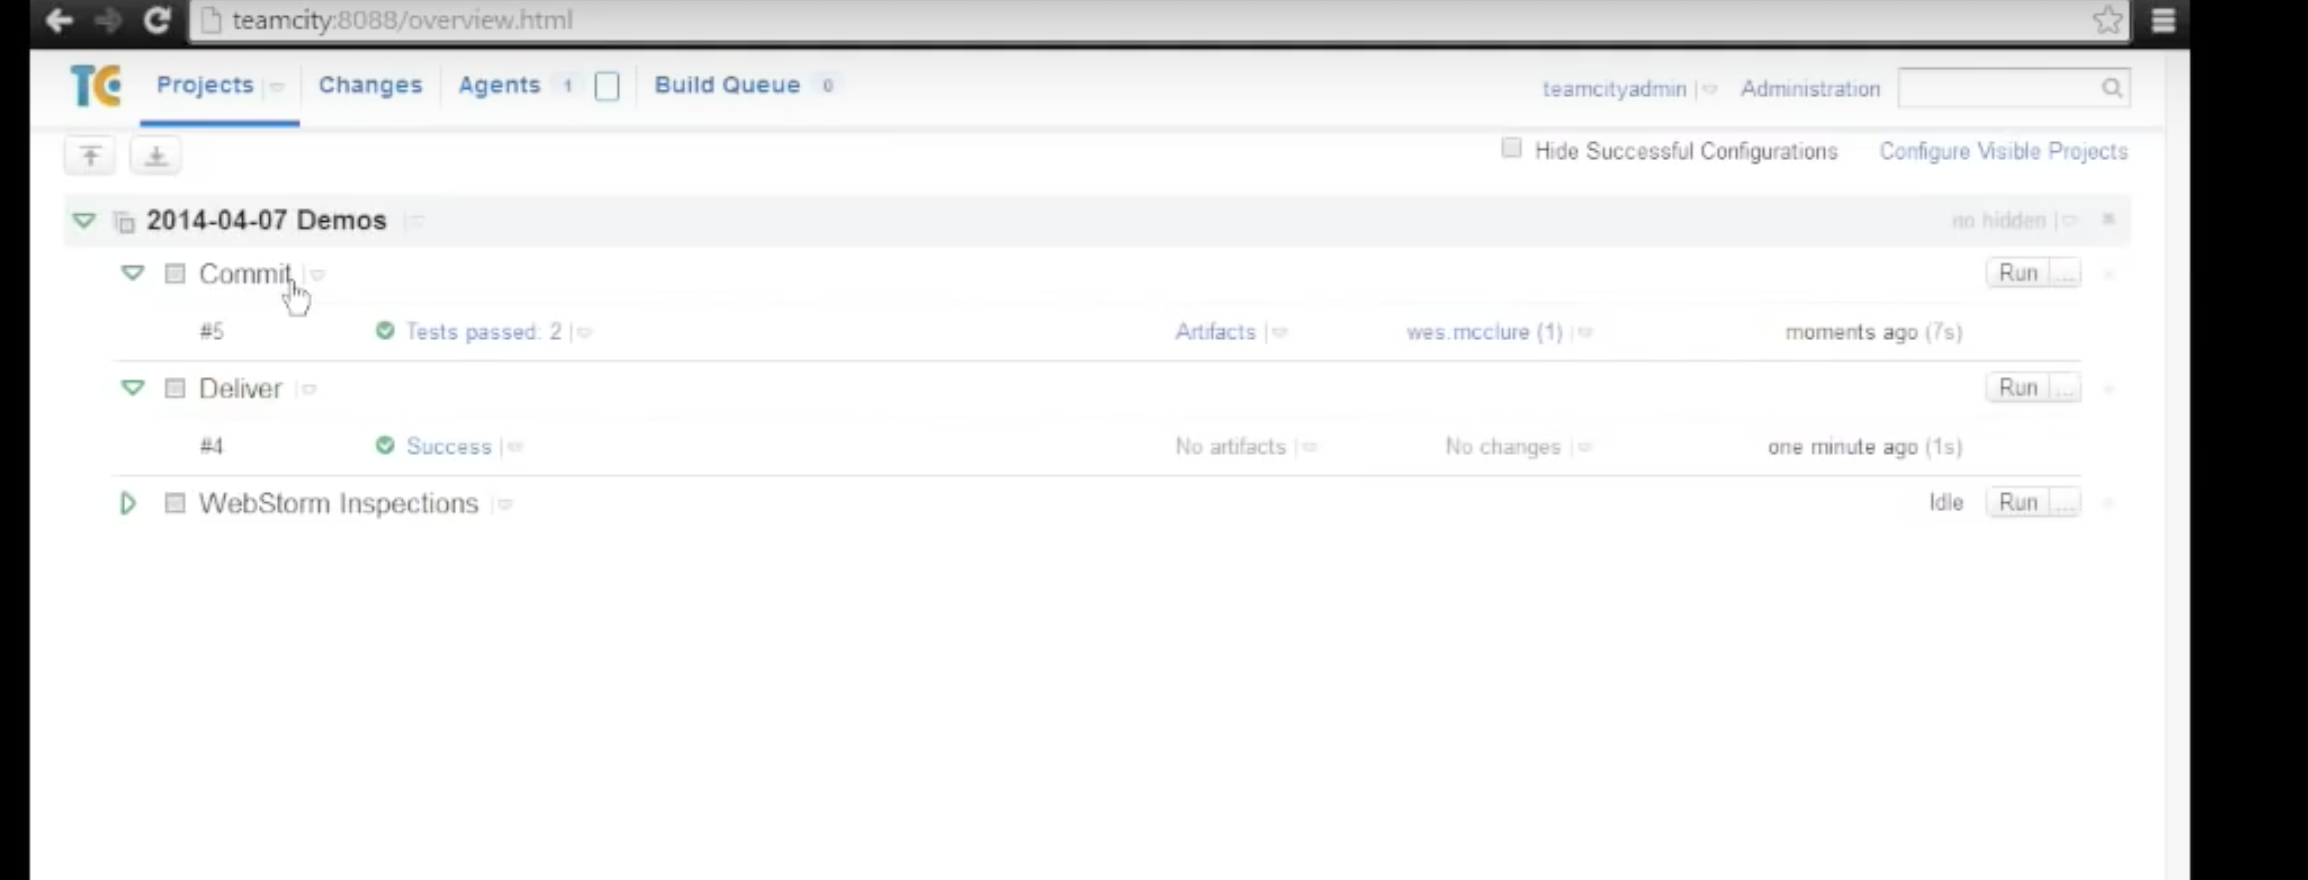 teamcity:8088/overview.html
TC Projects Changes Agents 1 Build Queue 0 teamcityadmin Administration
Hide Successful Configurations Configure Visible Projects
2014-04-07 Demos no hidden
Commit Run ...
#5 Tests passed: 2 Artifacts wes.mcclure (1) moments ago (7s)
Deliver Run ...
#4 Success No artifacts No changes one minute ago (1s)
WebStorm Inspections Idle Run ...